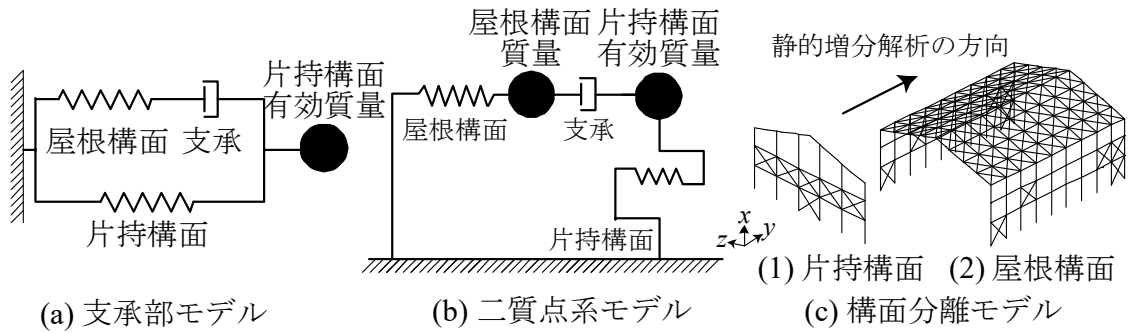 片持構面
有効質量
屋根構面
支承
片持構面
(a) 支承部モデル
屋根構面
質量
片持構面
有効質量
屋根構面
支承
片持構面
(b) 二質点系モデル
静的増分解析の方向
x
y
z
(1) 片持構面
(2) 屋根構面
(c) 構面分離モデル